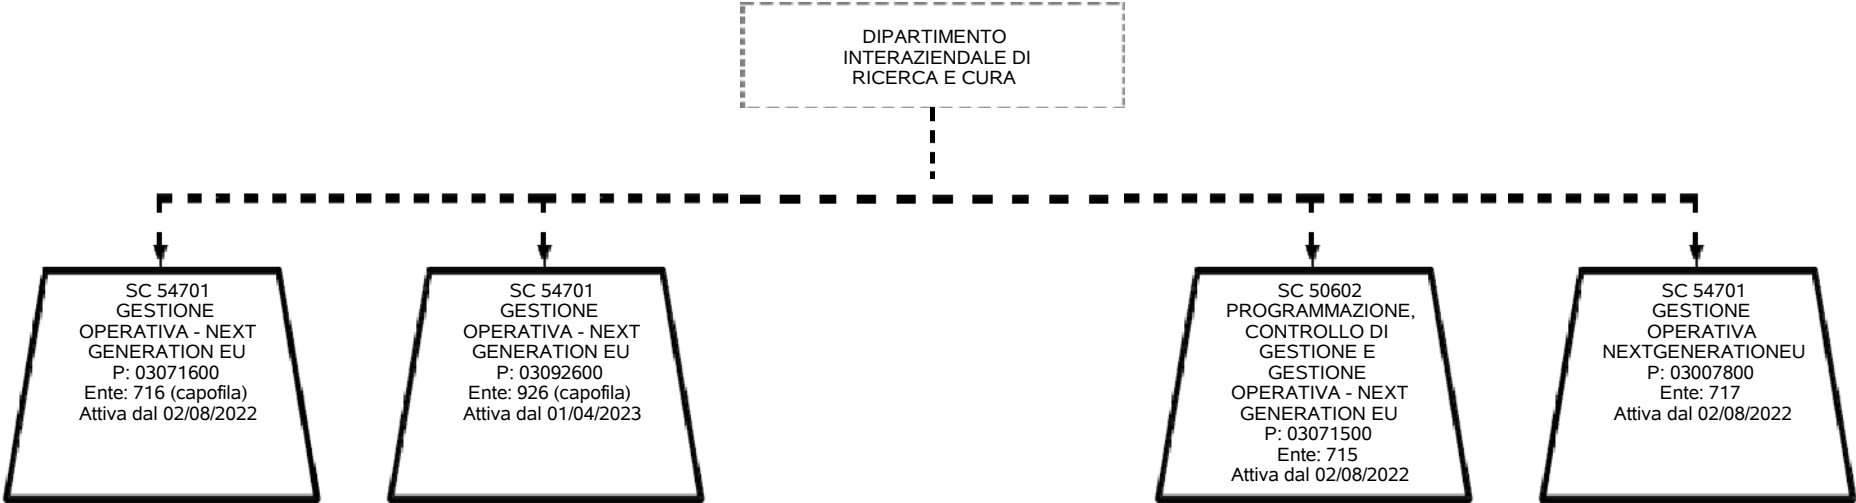 DIPARTIMENTO
INTERAZIENDALE DI
RICERCA E CURA
SC 54701
GESTIONE
OPERATIVA - NEXT
GENERATION EU
P: 03071600
Ente: 716 (capofila)
Attiva dal 02/08/2022
SC 54701
GESTIONE
OPERATIVA - NEXT
GENERATION EU
P: 03092600
Ente: 926 (capofila)
Attiva dal 01/04/2023
SC 50602
PROGRAMMAZIONE,
CONTROLLO DI
GESTIONE E
GESTIONE
OPERATIVA - NEXT
GENERATION EU
P: 03071500
Ente: 715
Attiva dal 02/08/2022
SC 54701
GESTIONE
OPERATIVA
NEXTGENERATIONEU
P: 03007800
Ente: 717
Attiva dal 02/08/2022